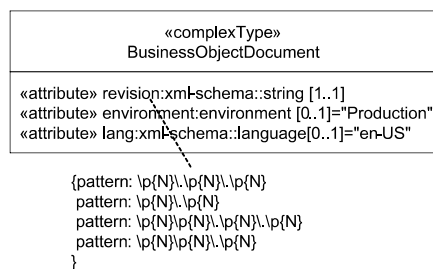 «complexType»
BusinessObjectDocument
«attribute» revision:xml-schema::string [1..1]
«attribute» environment:environment [0..1]="Production"
«attribute» lang:xml-schema::language[0..1]="en-US"
{pattern: \p{N}\.\p{N}\.\p{N}
pattern: \p{N}\.\p{N}
pattern: \p{N}\p{N}\.\p{N}\.\p{N}
pattern: \p{N}\p{N}\.\p{N}
}